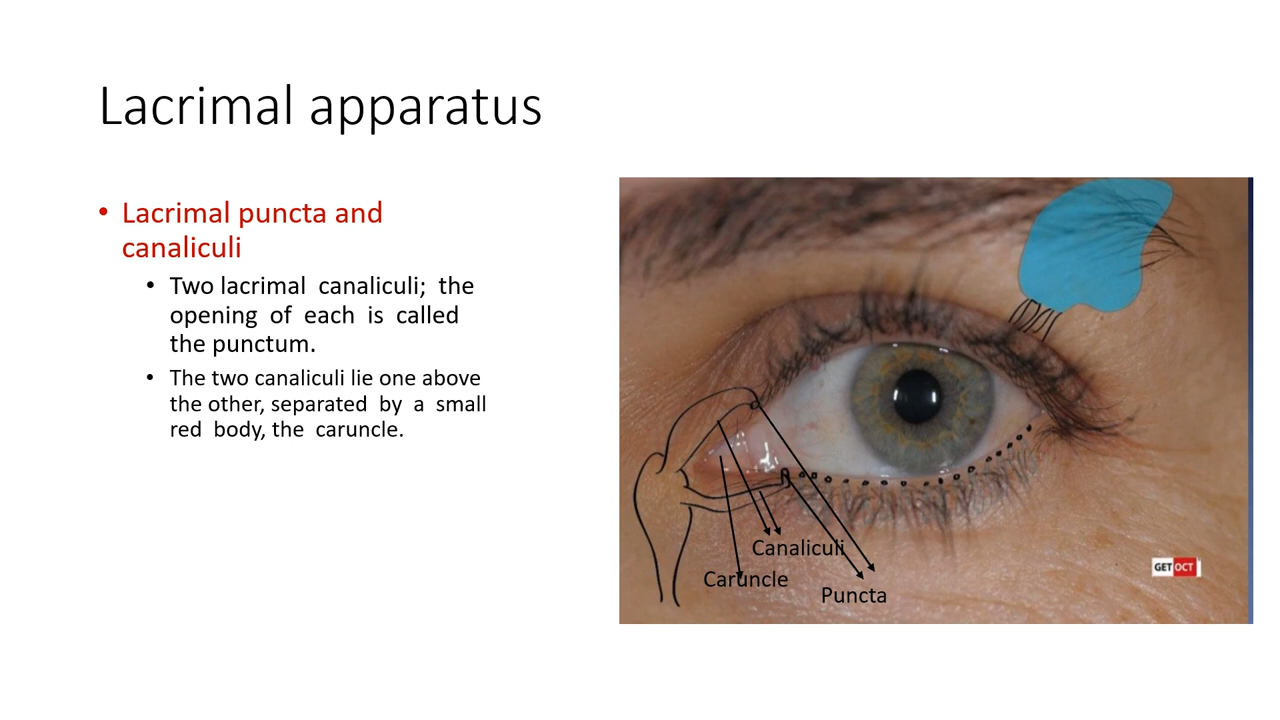 Lacrimal apparatus
• Lacrimal puncta and
canaliculi
• Two lacrimal canaliculi; the
opening of each is called
the punctum.
• The two canaliculi lie one above
the other, separated by a small
red body, the caruncle.
Canaliculi
Caruncle
Puncta
GET OCT